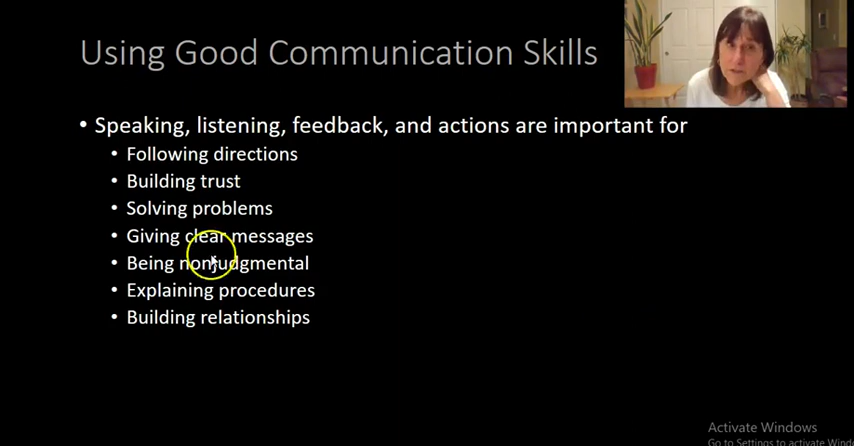 Using Good Communication Skills
• Speaking, listening, feedback, and actions are important for
• Following directions
• Building trust
• Solving problems
• Giving clear messages
• Being nonjudgmental
• Explaining procedures
• Building relationships
Activate Windows
Go to Settings to activate Wind